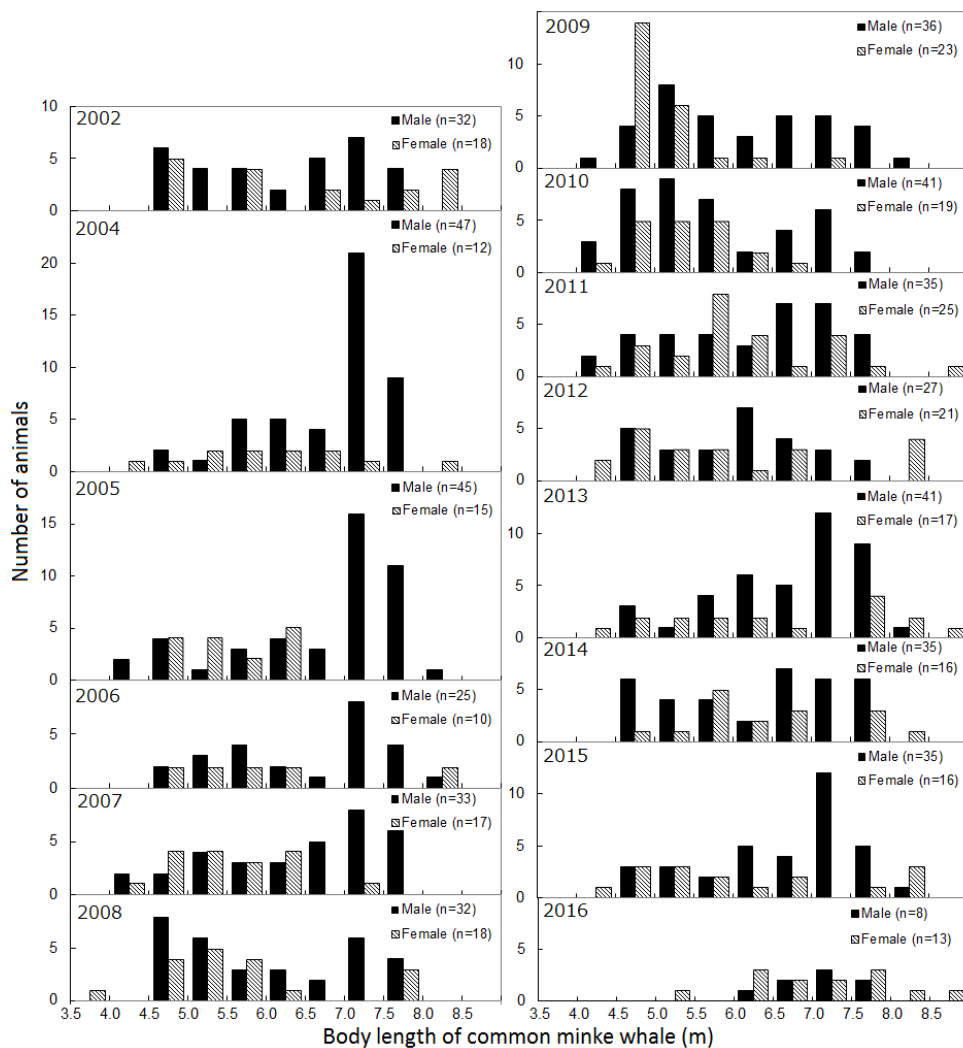 Number of animals
10
2002
Male (n=32)
Female (n=18)
5
0
2004
Male (n=47)
Female (n=12)
20
15
10
5
0
2005
Male (n=45)
Female (n=15)
15
10
5
0
2006
Male (n=25)
Female (n=10)
5
0
2007
Male (n=33)
Female (n=17)
5
0
2008
Male (n=32)
Female (n=18)
5
0
3.5 4.0 4.5 5.0 5.5 6.0 6.5 7.0 7.5 8.0 8.5
2009
Male (n=36)
Female (n=23)
10
5
0
2010
Male (n=41)
Female (n=19)
5
0
2011
Male (n=35)
Female (n=25)
5
0
2012
Male (n=27)
Female (n=21)
5
0
2013
Male (n=41)
Female (n=17)
10
5
0
2014
Male (n=35)
Female (n=16)
5
0
2015
Male (n=35)
Female (n=16)
10
5
0
2016
Male (n=8)
Female (n=13)
5
0
3.5 4.0 4.5 5.0 5.5 6.0 6.5 7.0 7.5 8.0 8.5
Body length of common minke whale (m)